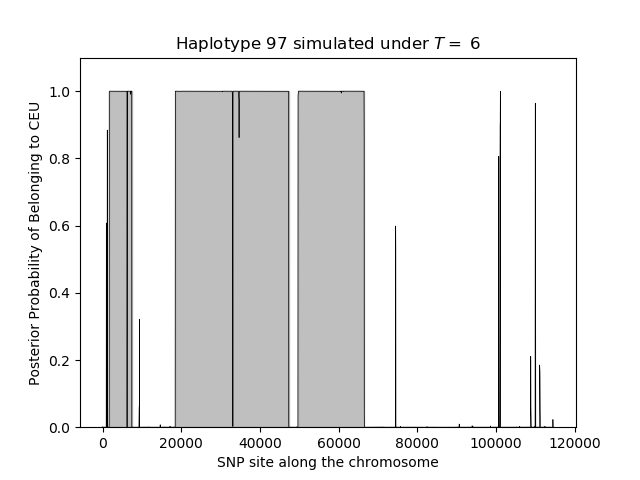 Haplotype 97 simulated under T = 6
Posterior Probability of Belonging to CEU
1.0
0.8
0.6
0.4
0.2
0.0
0 20000 40000 60000 80000 100000 120000
SNP site along the chromosome